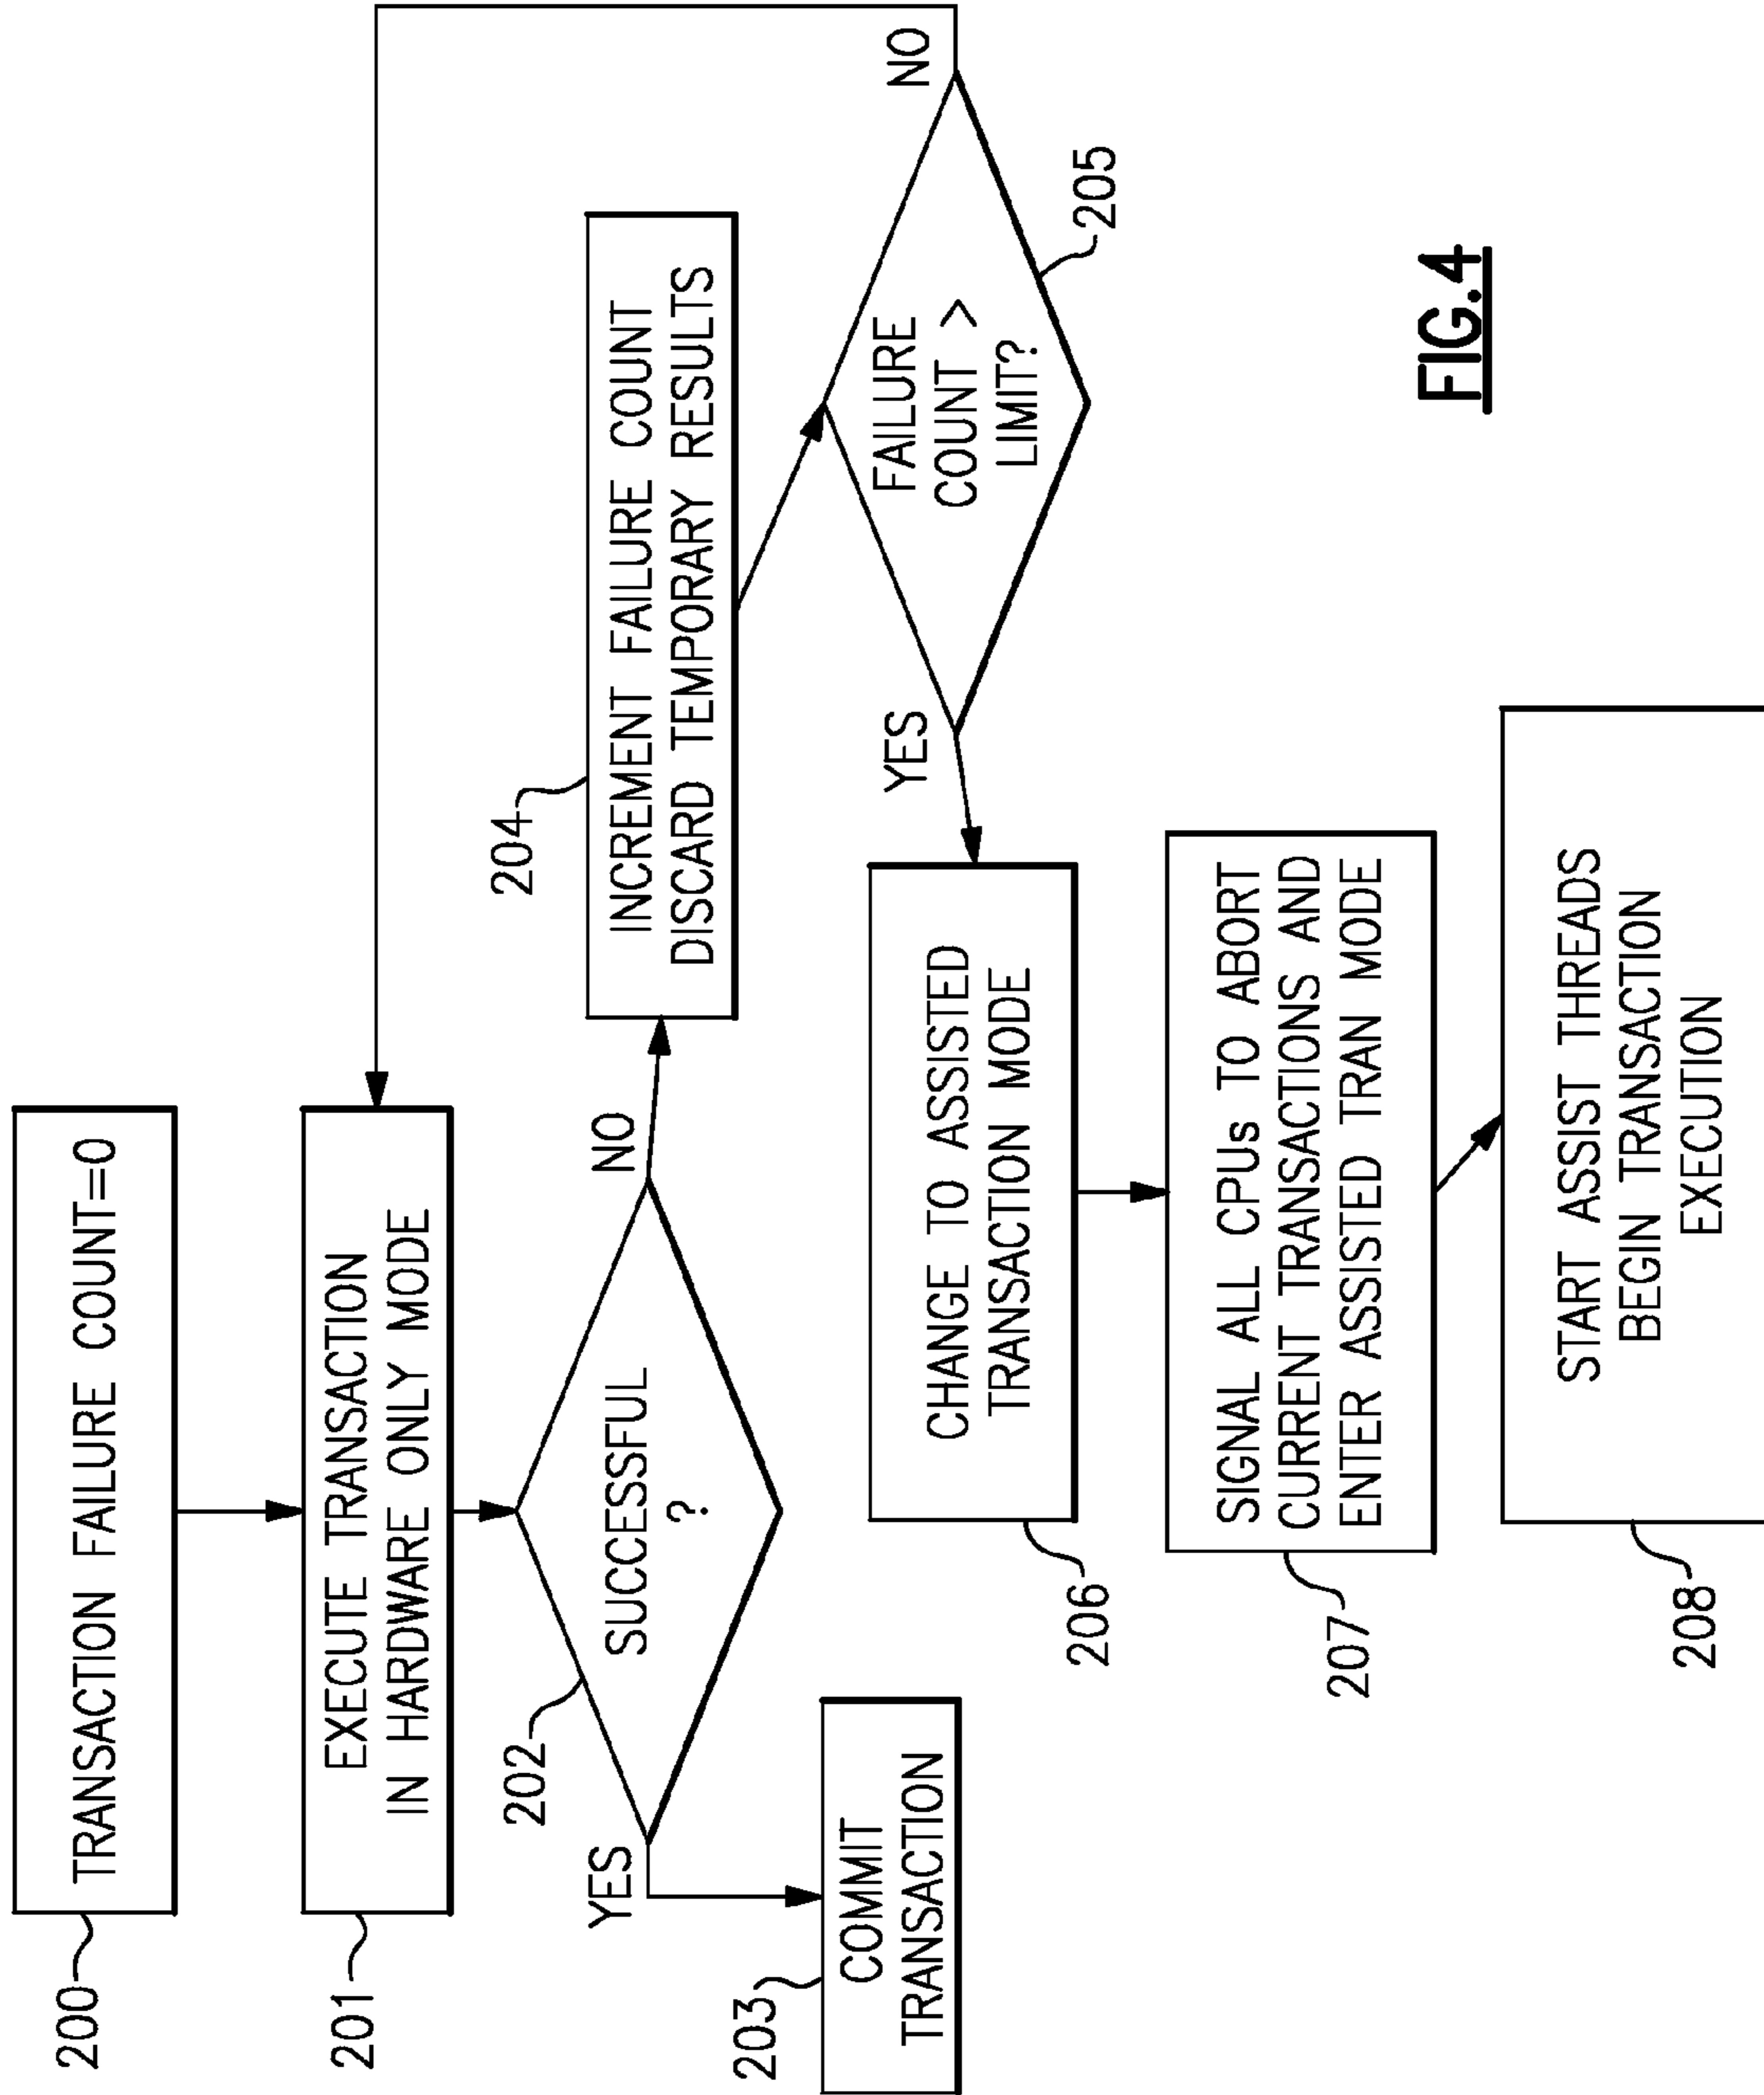 200
TRANSACTION FAILURE COUNT=0
201
EXECUTE TRANSACTION
IN HARDWARE ONLY MODE
202
SUCCESSFUL
?
YES
NO
203
COMMIT
TRANSACTION
204
INCREMENT FAILURE COUNT
DISCARD TEMPORARY RESULTS
FAILURE
COUNT >
LIMIT?
205
YES
NO
206
CHANGE TO ASSISTED
TRANSACTION MODE
207
SIGNAL ALL CPUs TO ABORT
CURRENT TRANSACTIONS AND
ENTER ASSISTED TRAN MODE
208
START ASSIST THREADS
BEGIN TRANSACTION
EXECUTION
FIG.4